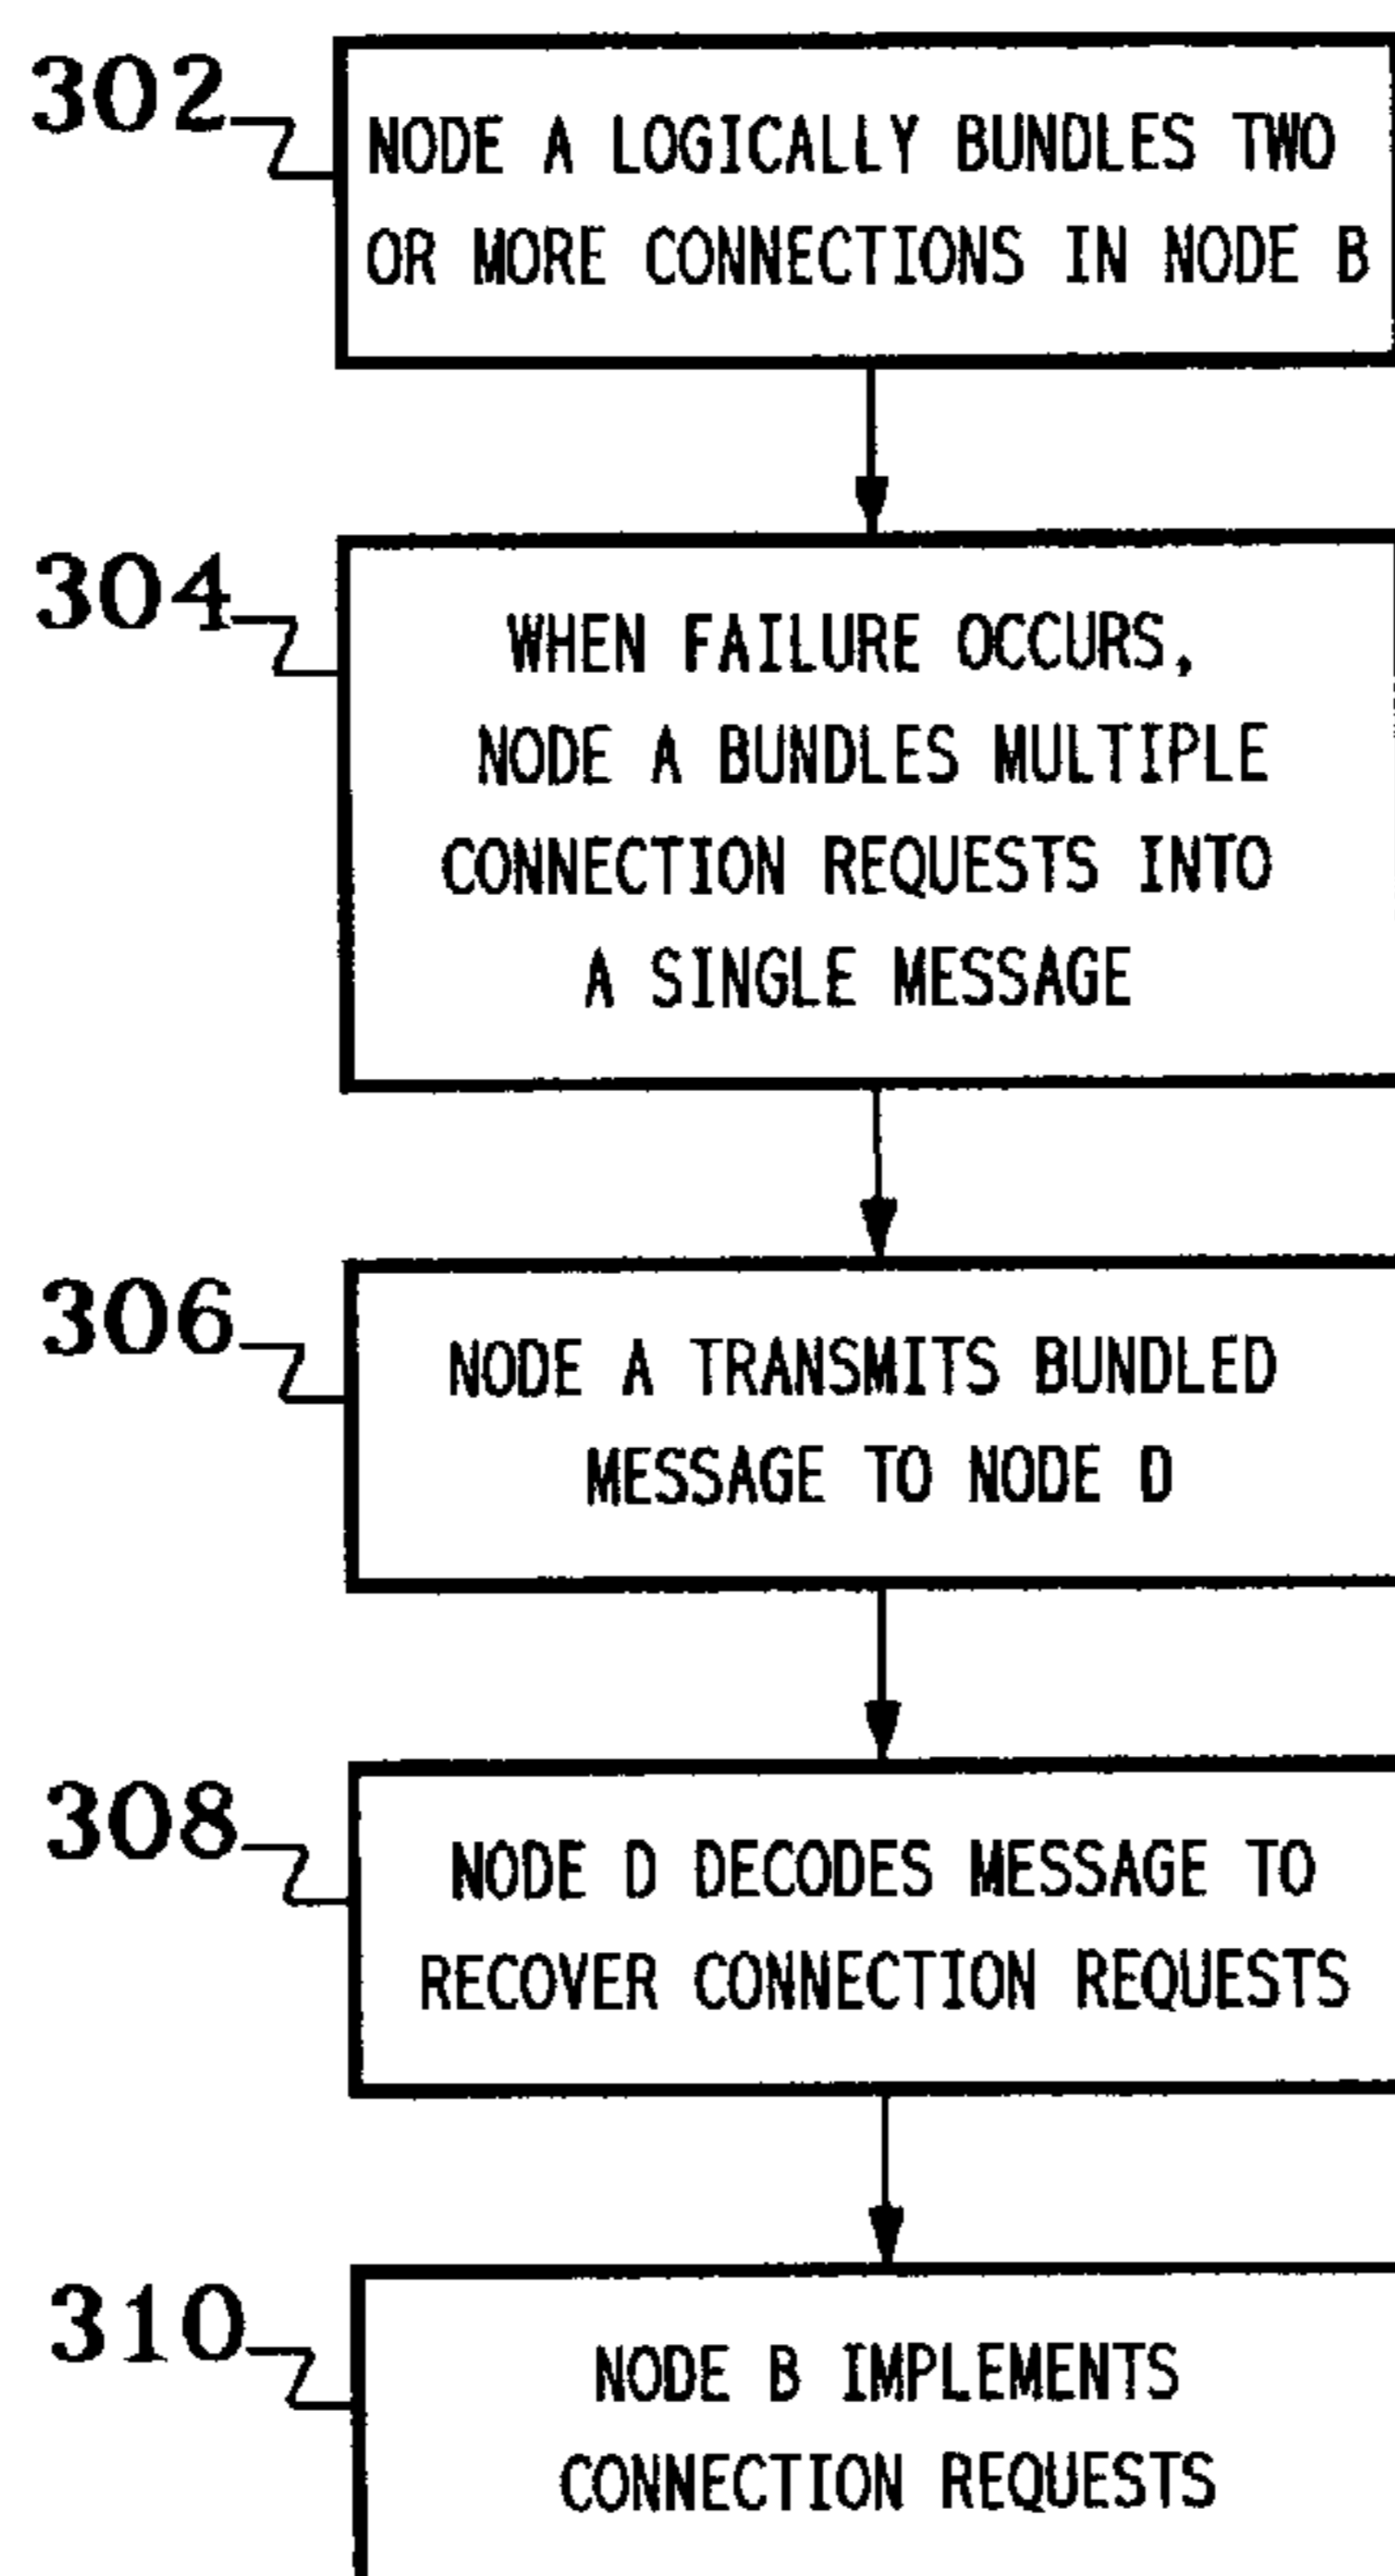 302
NODE A LOGICALLY BUNDLES TWO
OR MORE CONNECTIONS IN NODE B
304
WHEN FAILURE OCCURS,
NODE A BUNDLES MULTIPLE
CONNECTION REQUESTS INTO
A SINGLE MESSAGE
306
NODE A TRANSMITS BUNDLED
MESSAGE TO NODE D
308
NODE D DECODES MESSAGE TO
RECOVER CONNECTION REQUESTS
310
NODE B IMPLEMENTS
CONNECTION REQUESTS